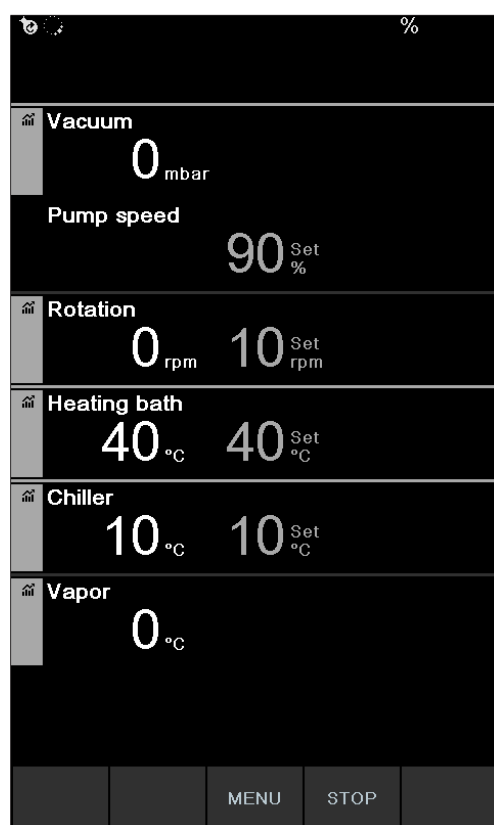 %
Vacuum
0 mbar
Pump speed
90 Set %
Rotation
0 rpm 10 Set rpm
Heating bath
40 °C 40 Set °C
Chiller
10 °C 10 Set °C
Vapor
0 °C
MENU STOP